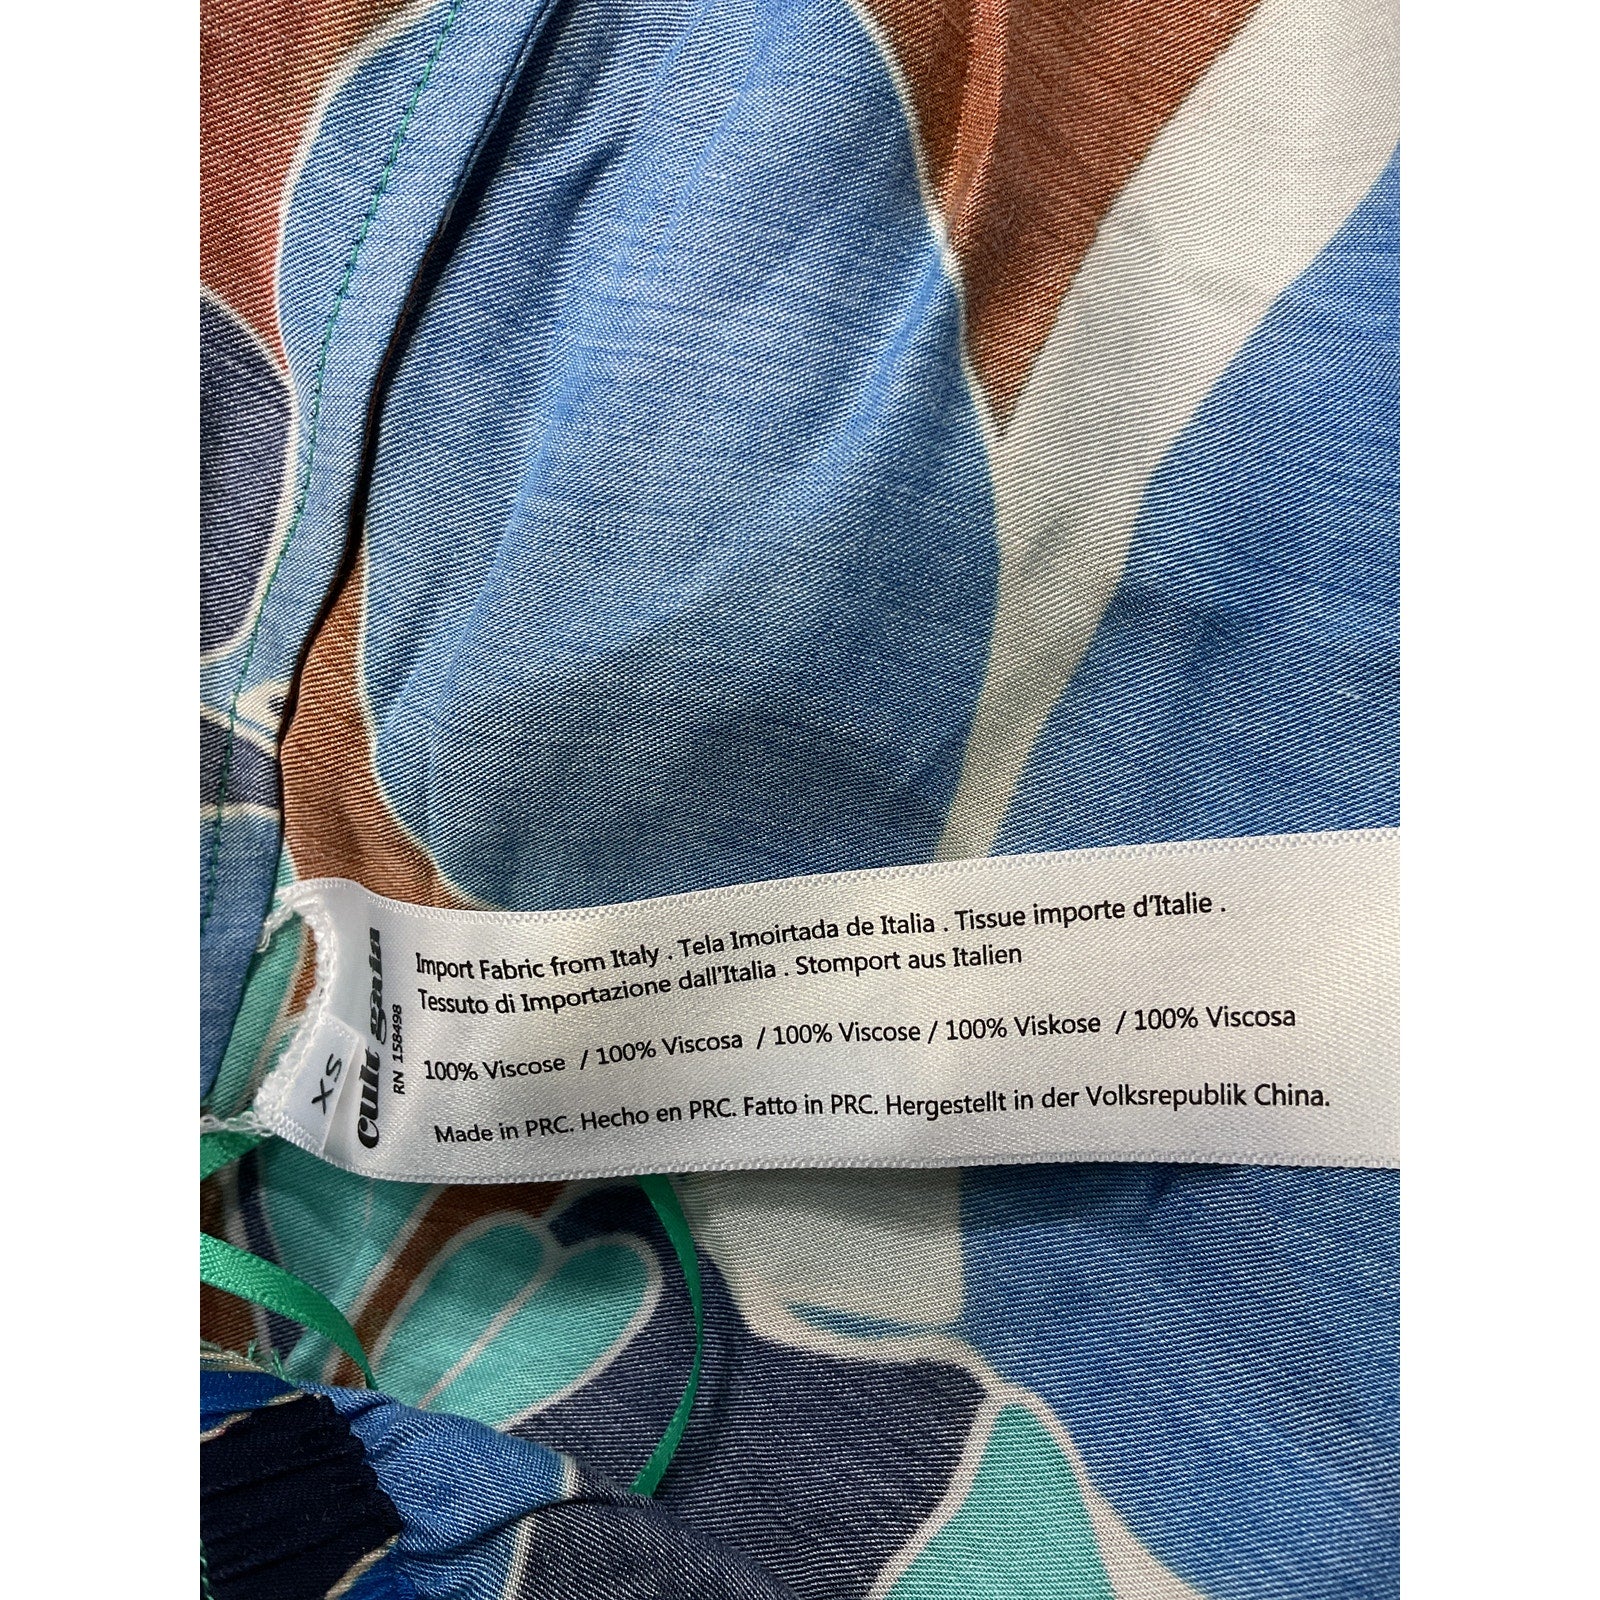 cult gaia
RN 158498
XS
Import Fabric from Italy . Tela Imoirtada de Italia . Tissue importe d'Italie .
Tessuto di Importazione dall'Italia . Stomport aus Italien
100% Viscose / 100% Viscosa / 100% Viscose / 100% Viskose / 100% Viscosa
Made in PRC. Hecho en PRC. Fatto in PRC. Hergestellt in der Volksrepublik China.